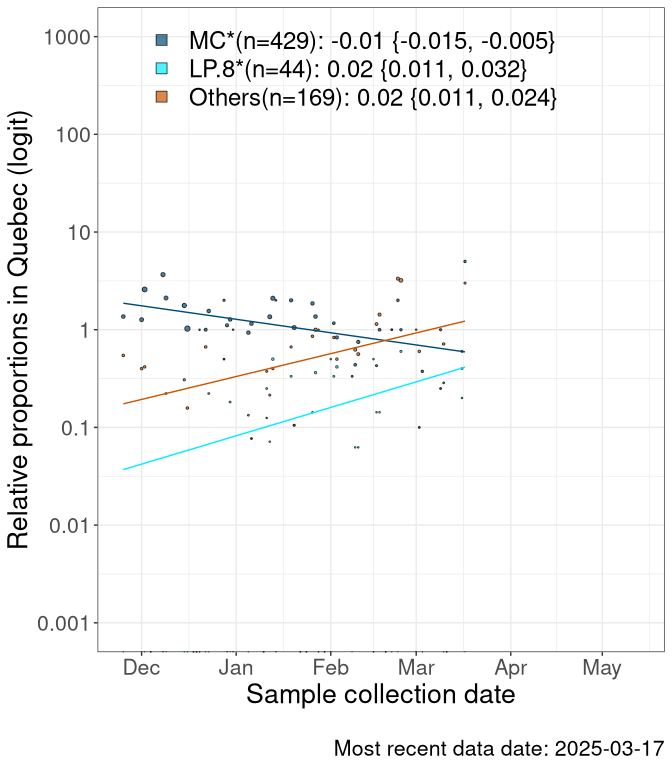 MC*(n=429): -0.01 {-0.015, -0.005}
LP.8*(n=44): 0.02 {0.011, 0.032}
Others(n=169): 0.02 {0.011, 0.024}
Relative proportions in Quebec (logit)
1000
100
10
1
0.1
0.01
0.001
Dec Jan Feb Mar Apr May
Sample collection date
Most recent data date: 2025-03-17